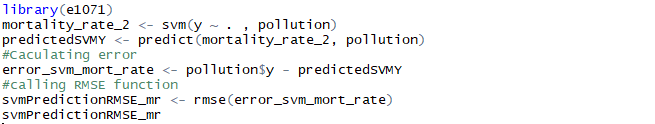 library(e1071)
mortality_rate_2 <- svm(y ~ . , pollution)
predictedSVMY <- predict(mortality_rate_2, pollution)
#Caculating error
error_svm_mort_rate <- pollution$y - predictedSVMY
#calling RMSE function
svmPredictionRMSE_mr <- rmse(error_svm_mort_rate)
svmPredictionRMSE_mr